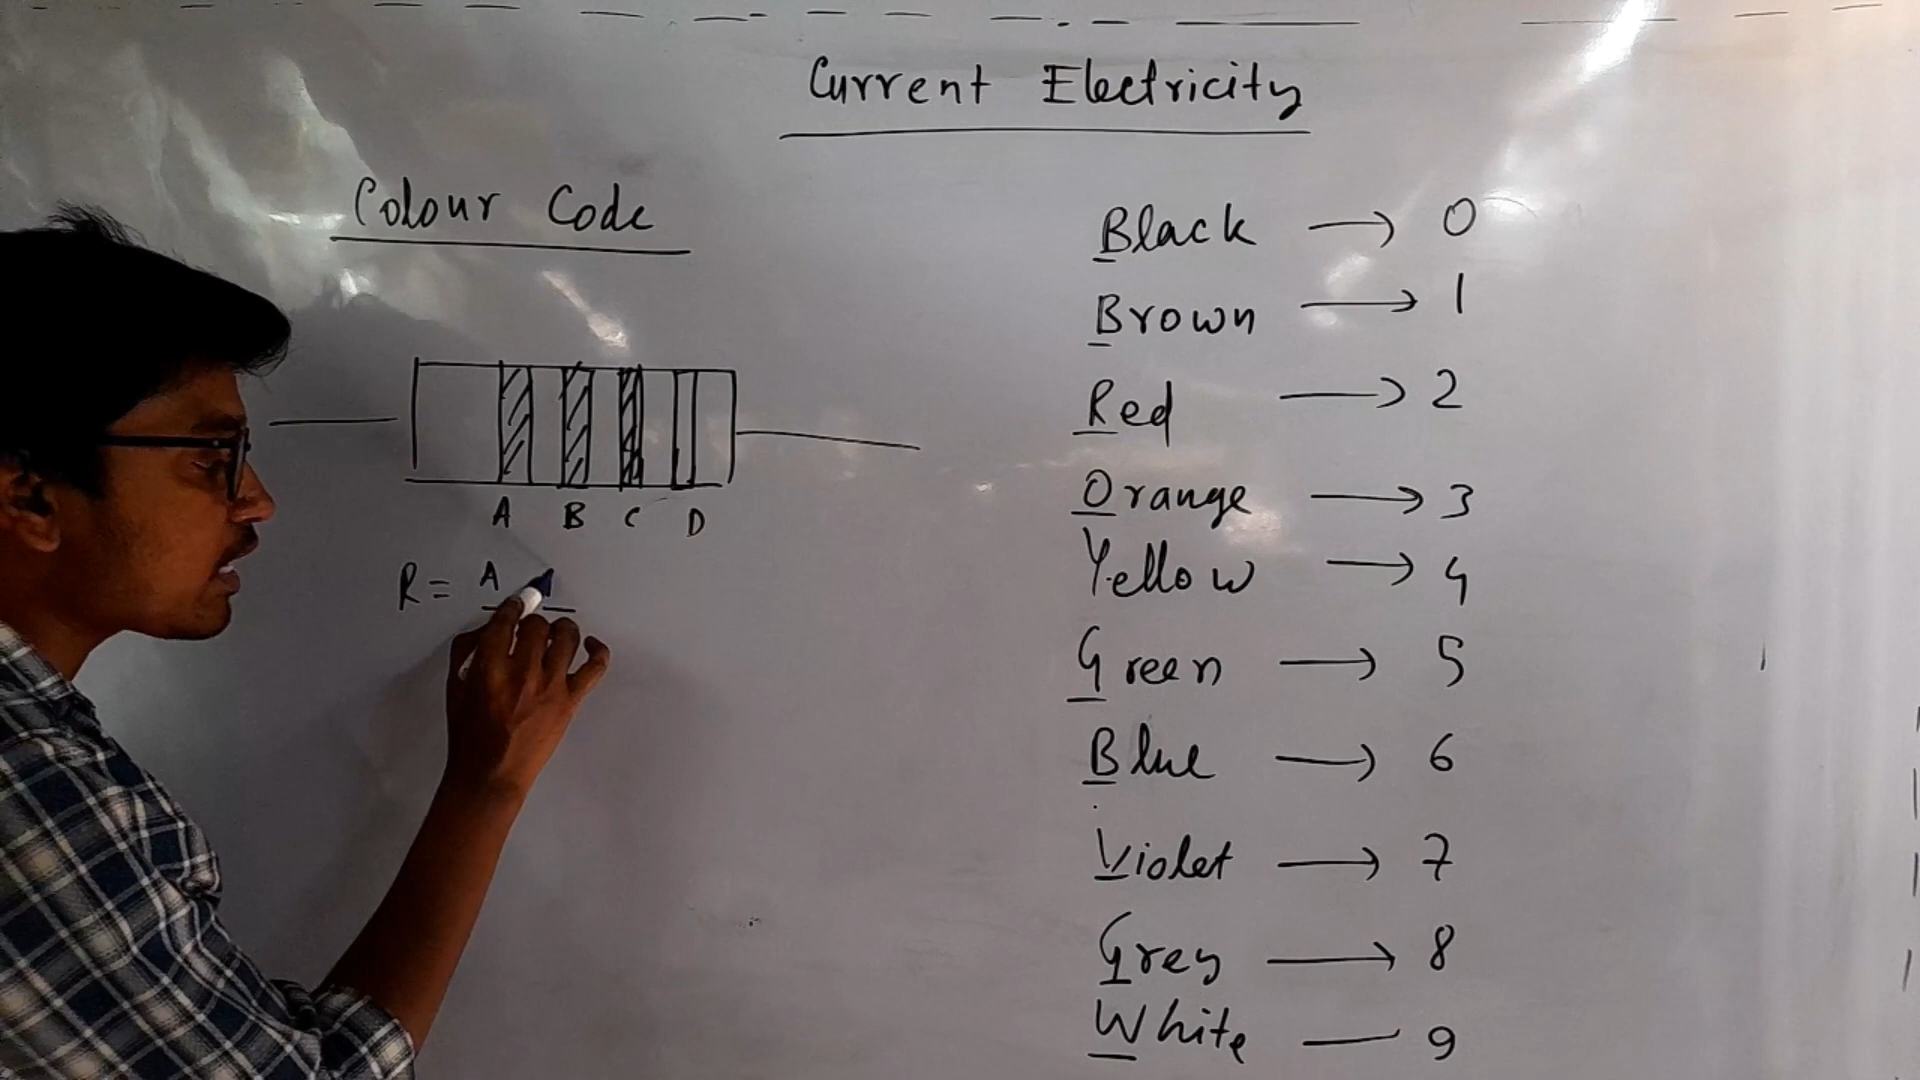 Current Electricity
Colour Code
A B C D
R = A
Black → 0
Brown → 1
Red → 2
Orange → 3
Yellow → 4
Green → 5
Blue → 6
Violet → 7
Grey → 8
White — 9